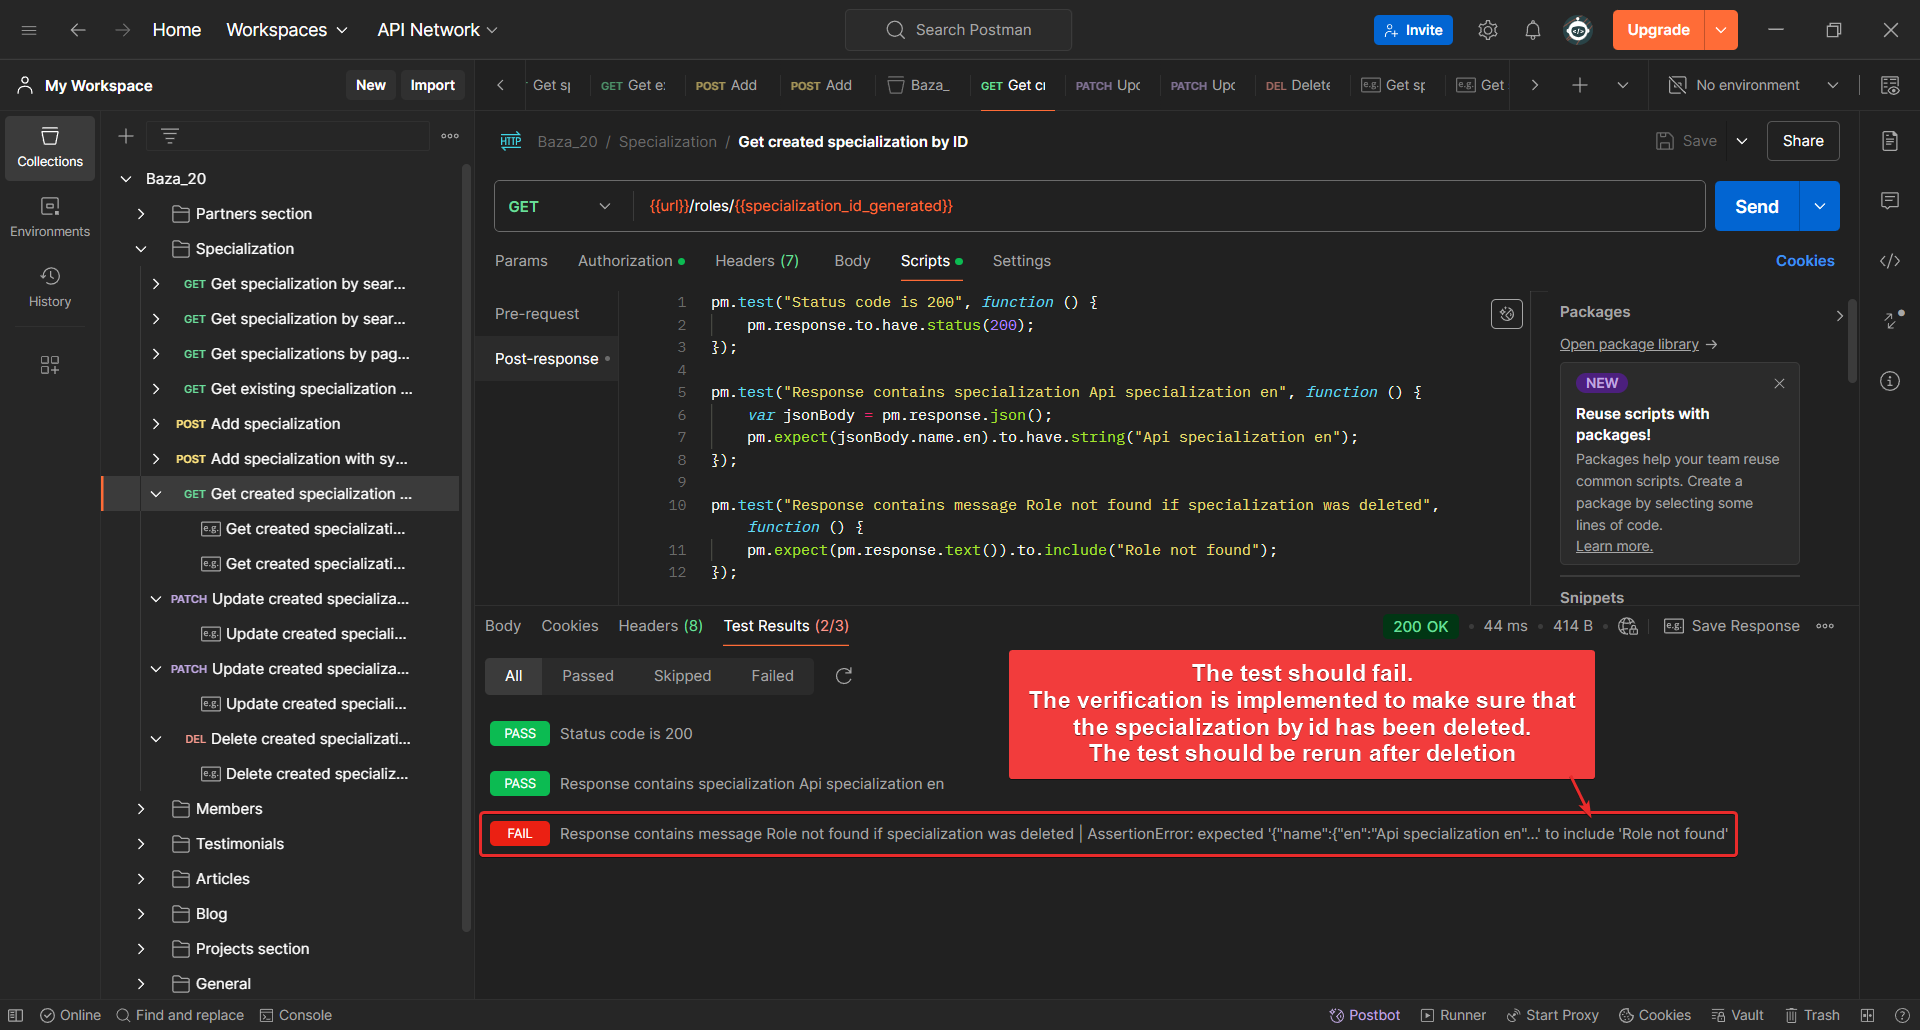 Home
Workspaces
API Network
Search Postman
Invite
Upgrade
My Workspace
New
Import
Get sp
GET Get e
POST Add
POST Add
Baza_
GET Get cr
PATCH Upd
PATCH Upd
DEL Delete
e.g. Get sp
e.g. Get
No environment
Collections
Environments
History
Baza_20
Partners section
Specialization
GET Get specialization by sear...
GET Get specialization by sear...
GET Get specializations by pag...
GET Get existing specialization ...
POST Add specialization
POST Add specialization with sy...
GET Get created specialization ...
e.g. Get created specializati...
e.g. Get created specializati...
PATCH Update created specializa...
e.g. Update created speciali...
PATCH Update created specializa...
e.g. Update created speciali...
DEL Delete created specializati...
e.g. Delete created specializ...
Members
Testimonials
Articles
Blog
Projects section
General
HTTP Baza_20 / Specialization / Get created specialization by ID
Save
Share
GET
{{url}}/roles/{{specialization_id_generated}}
Send
Params
Authorization
Headers (7)
Body
Scripts
Settings
Cookies
Pre-request
Post-response
1 pm.test("Status code is 200", function () {
2 pm.response.to.have.status(200);
3 });
4
5 pm.test("Response contains specialization Api specialization en", function () {
6 var jsonBody = pm.response.json();
7 pm.expect(jsonBody.name.en).to.have.string("Api specialization en");
8 });
9
10 pm.test("Response contains message Role not found if specialization was deleted",
function () {
11 pm.expect(pm.response.text()).to.include("Role not found");
12 });
Packages
Open package library →
NEW
Reuse scripts with
packages!
Packages help your team reuse
common scripts. Create a
package by selecting some
lines of code.
Learn more.
Snippets
Body
Cookies
Headers (8)
Test Results (2/3)
200 OK
44 ms
414 B
e.g. Save Response
All
Passed
Skipped
Failed
The test should fail.
The verification is implemented to make sure that
the specialization by id has been deleted.
The test should be rerun after deletion
PASS Status code is 200
PASS Response contains specialization Api specialization en
FAIL Response contains message Role not found if specialization was deleted | AssertionError: expected '{"name":{"en":"Api specialization en"...' to include 'Role not found'
Online
Find and replace
Console
Postbot
Runner
Start Proxy
Cookies
Vault
Trash